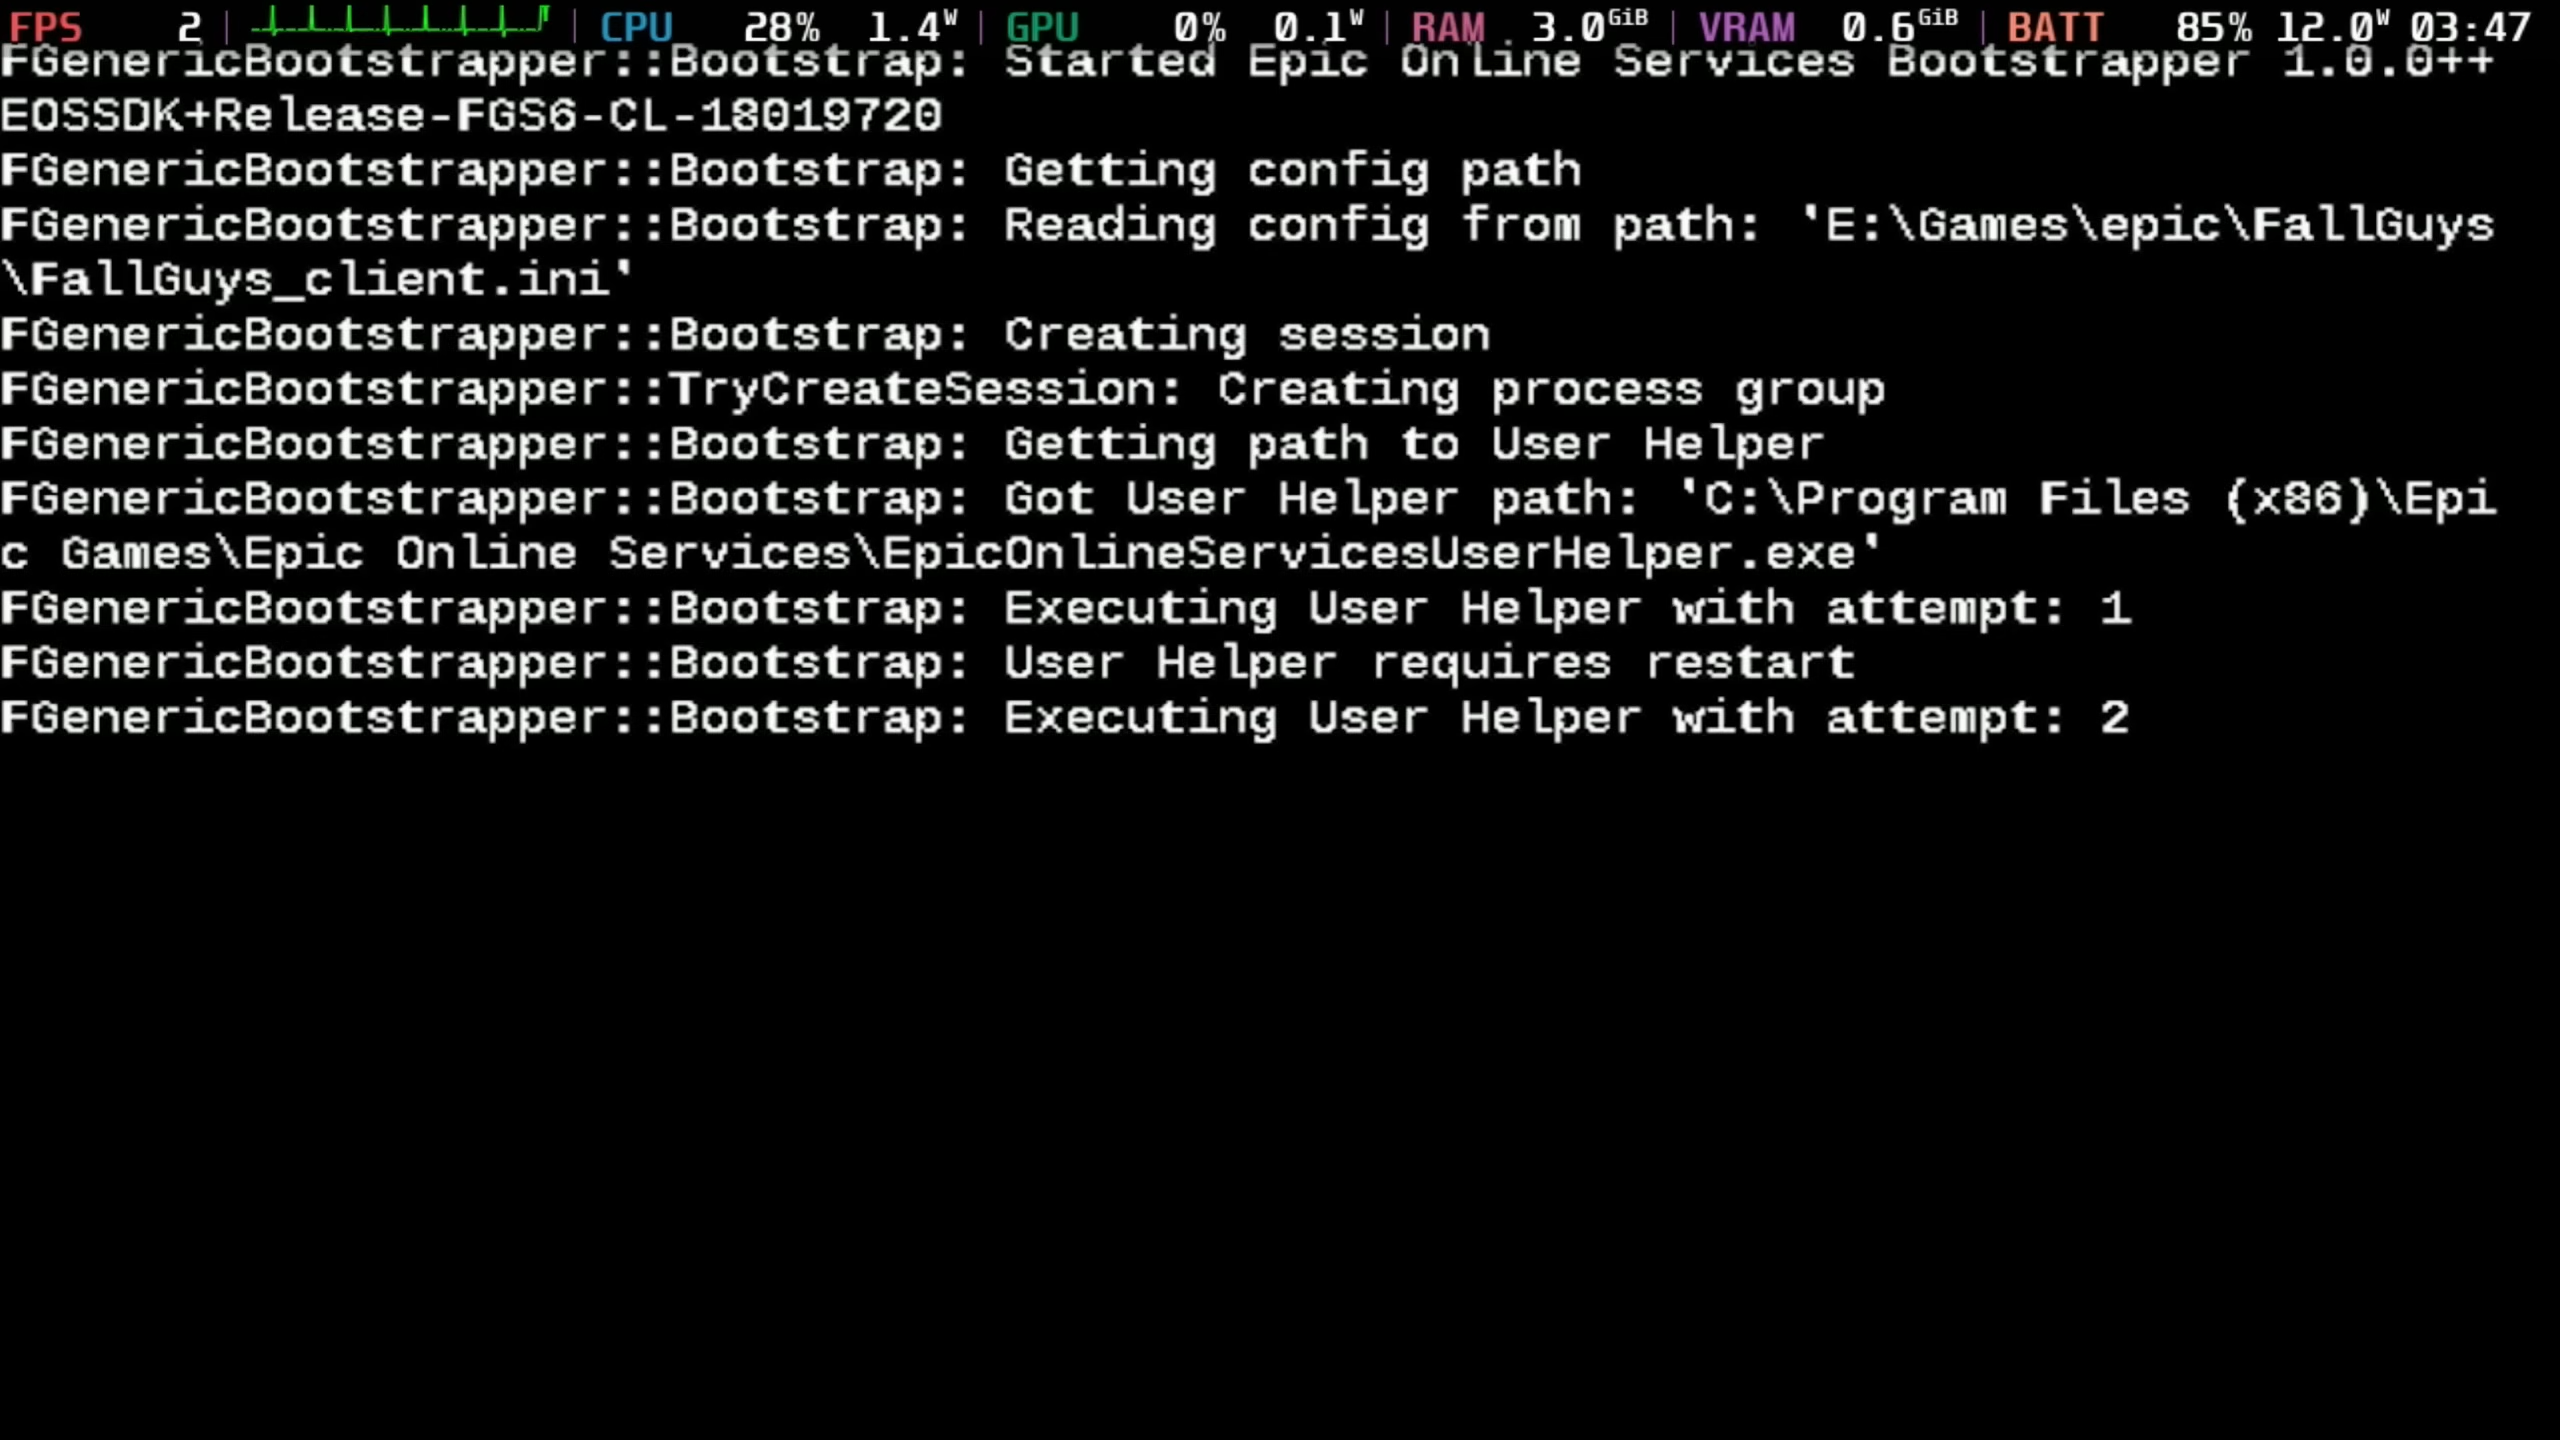 FPS 2 CPU 28% 1.4W GPU 0% 0.1W RAM 3.0GiB VRAM 0.6GiB BATT 85% 12.0W 03:47
FGenericBootstrapper::Bootstrap: Started Epic Online Services Bootstrapper 1.0.0++
EOSSDK+Release-FGS6-CL-18019720
FGenericBootstrapper::Bootstrap: Getting config path
FGenericBootstrapper::Bootstrap: Reading config from path: 'E:\Games\epic\FallGuys
\FallGuys_client.ini'
FGenericBootstrapper::Bootstrap: Creating session
FGenericBootstrapper::TryCreateSession: Creating process group
FGenericBootstrapper::Bootstrap: Getting path to User Helper
FGenericBootstrapper::Bootstrap: Got User Helper path: 'C:\Program Files (x86)\Epi
c Games\Epic Online Services\EpicOnlineServicesUserHelper.exe'
FGenericBootstrapper::Bootstrap: Executing User Helper with attempt: 1
FGenericBootstrapper::Bootstrap: User Helper requires restart
FGenericBootstrapper::Bootstrap: Executing User Helper with attempt: 2